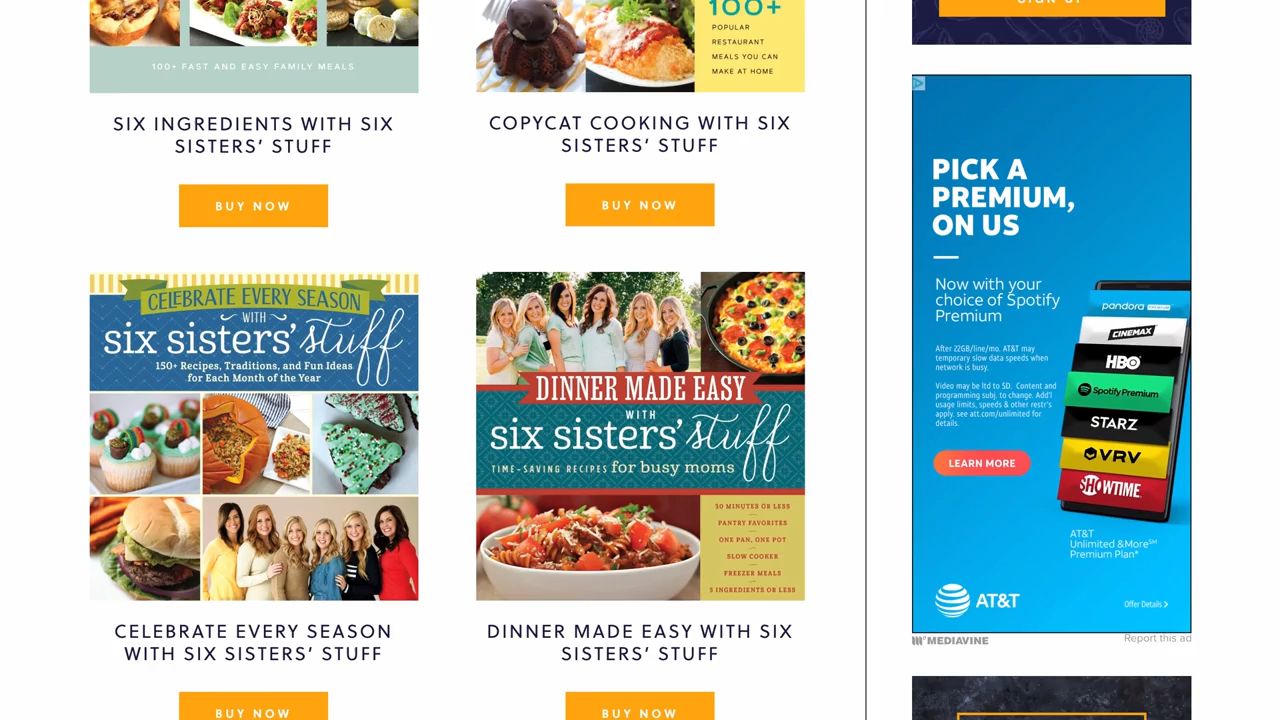 100+ FAST AND EASY FAMILY MEALS
SIX INGREDIENTS WITH SIX
SISTERS' STUFF
BUY NOW
100+
POPULAR
RESTAURANT
MEALS YOU CAN
MAKE AT HOME
COPYCAT COOKING WITH SIX
SISTERS' STUFF
BUY NOW
CELEBRATE EVERY SEASON
WITH
six sisters' stuff
150+ Recipes, Traditions, and Fun Ideas
for Each Month of the Year
CELEBRATE EVERY SEASON
WITH SIX SISTERS' STUFF
BUY NOW
DINNER MADE EASY
WITH
six sisters' stuff
TIME-SAVING RECIPES for busy moms
30 MINUTES OR LESS
PANTRY FAVORITES
ONE PAN, ONE POT
SLOW COOKER
FREEZER MEALS
5 INGREDIENTS OR LESS
DINNER MADE EASY WITH SIX
SISTERS' STUFF
BUY NOW
SIGN UP
PICK A
PREMIUM,
ON US
Now with your
choice of Spotify
Premium
After 22GB/line/mo. AT&T may
temporary slow data speeds when
network is busy.
Video may be ltd to SD. Content and
programming subj. to change. Add'l
usage limits, speeds & other restr's
apply. see att.com/unlimited for
details.
LEARN MORE
pandora PREMIUM
CINEMAX
HBO
Spotify Premium
STARZ
VRV
SHOWTIME
AT&T
Unlimited &More℠
Premium Plan*
AT&T
Offer Details
MEDIAVINE
Report this ad